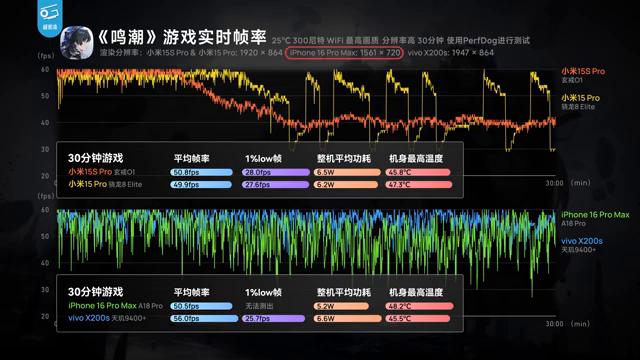 极客湾
《鸣潮》游戏实时帧率 25℃ 300尼特 WiFi 最高画质 分辨率高 30分钟 使用PerfDog进行测试
渲染分辨率：小米15S Pro & 小米15 Pro: 1920 × 864 iPhone 16 Pro Max: 1561 × 720 vivo X200s: 1947 × 864
(fps)
60
50
40
30
20
小米15S Pro
玄戒O1
小米15 Pro
骁龙8 Elite
30分钟游戏 平均帧率 1%low帧 整机平均功耗 机身最高温度
小米15S Pro 玄戒O1 50.8fps 28.0fps 6.5W 45.8℃
小米15 Pro 骁龙8 Elite 49.9fps 27.6fps 6.2W 47.3℃
30:00 (min)
(fps)
60
50
40
30
20
iPhone 16 Pro Max
A18 Pro
vivo X200s
天玑9400+
30分钟游戏 平均帧率 1%low帧 整机平均功耗 机身最高温度
iPhone 16 Pro Max A18 Pro 50.5fps 无法测出 5.2W 48.2℃
vivo X200s 天玑9400+ 56.0fps 25.7fps 6.6W 45.5℃
30:00 (min)